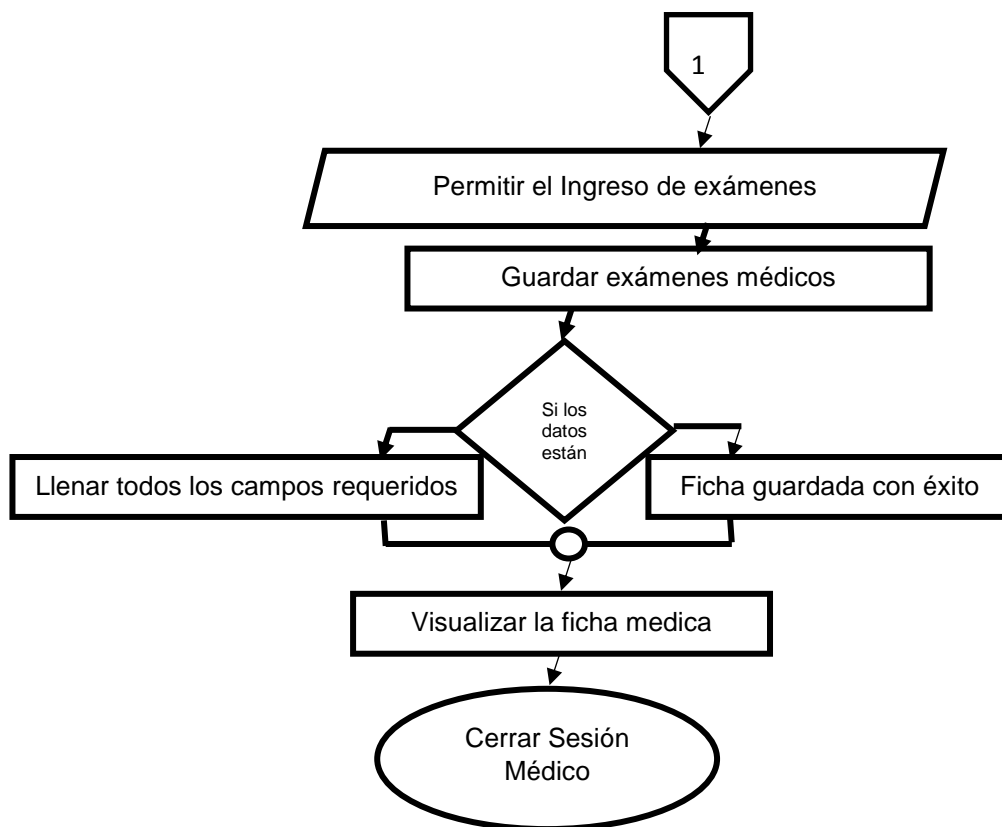 1
Permitir el Ingreso de exámenes
Guardar exámenes médicos
Si los
datos
están
Llenar todos los campos requeridos
Ficha guardada con éxito
Visualizar la ficha medica
Cerrar Sesión
Médico